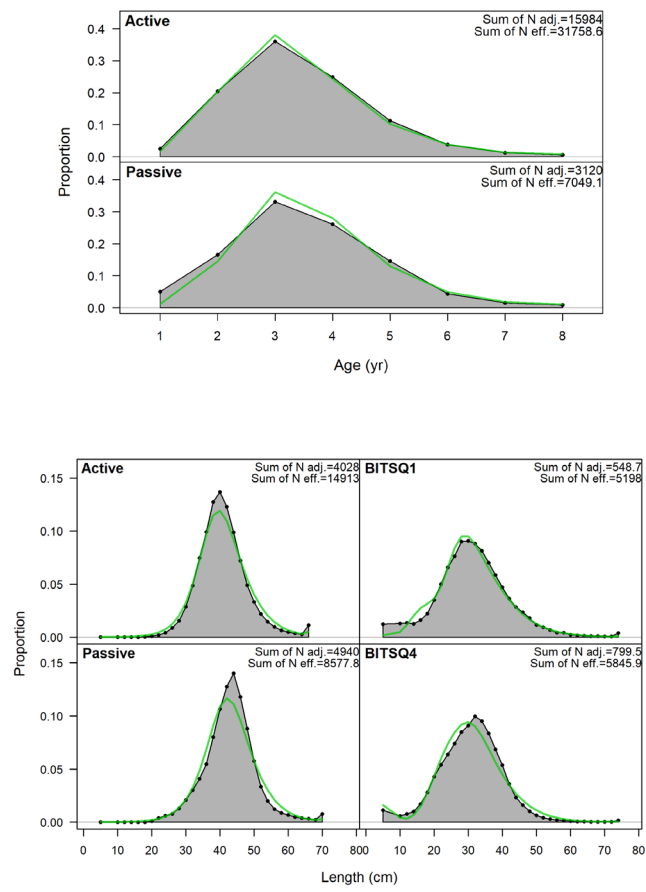 Active
Sum of N adj.=15984
Sum of N eff.=31758.6
0.4
0.3
0.2
0.1
0.0
Passive
Sum of N adj.=3120
Sum of N eff.=7049.1
0.4
0.3
0.2
0.1
0.0
Proportion
1 2 3 4 5 6 7 8
Age (yr)
Active
Sum of N adj.=4028
Sum of N eff.=14913
BITSQ1
Sum of N adj.=548.7
Sum of N eff.=5198
0.15
0.10
0.05
0.00
Passive
Sum of N adj.=4940
Sum of N eff.=8577.8
BITSQ4
Sum of N adj.=799.5
Sum of N eff.=5845.9
0.15
0.10
0.05
0.00
Proportion
0 10 20 30 40 50 60 70 80 0 10 20 30 40 50 60 70 80
Length (cm)